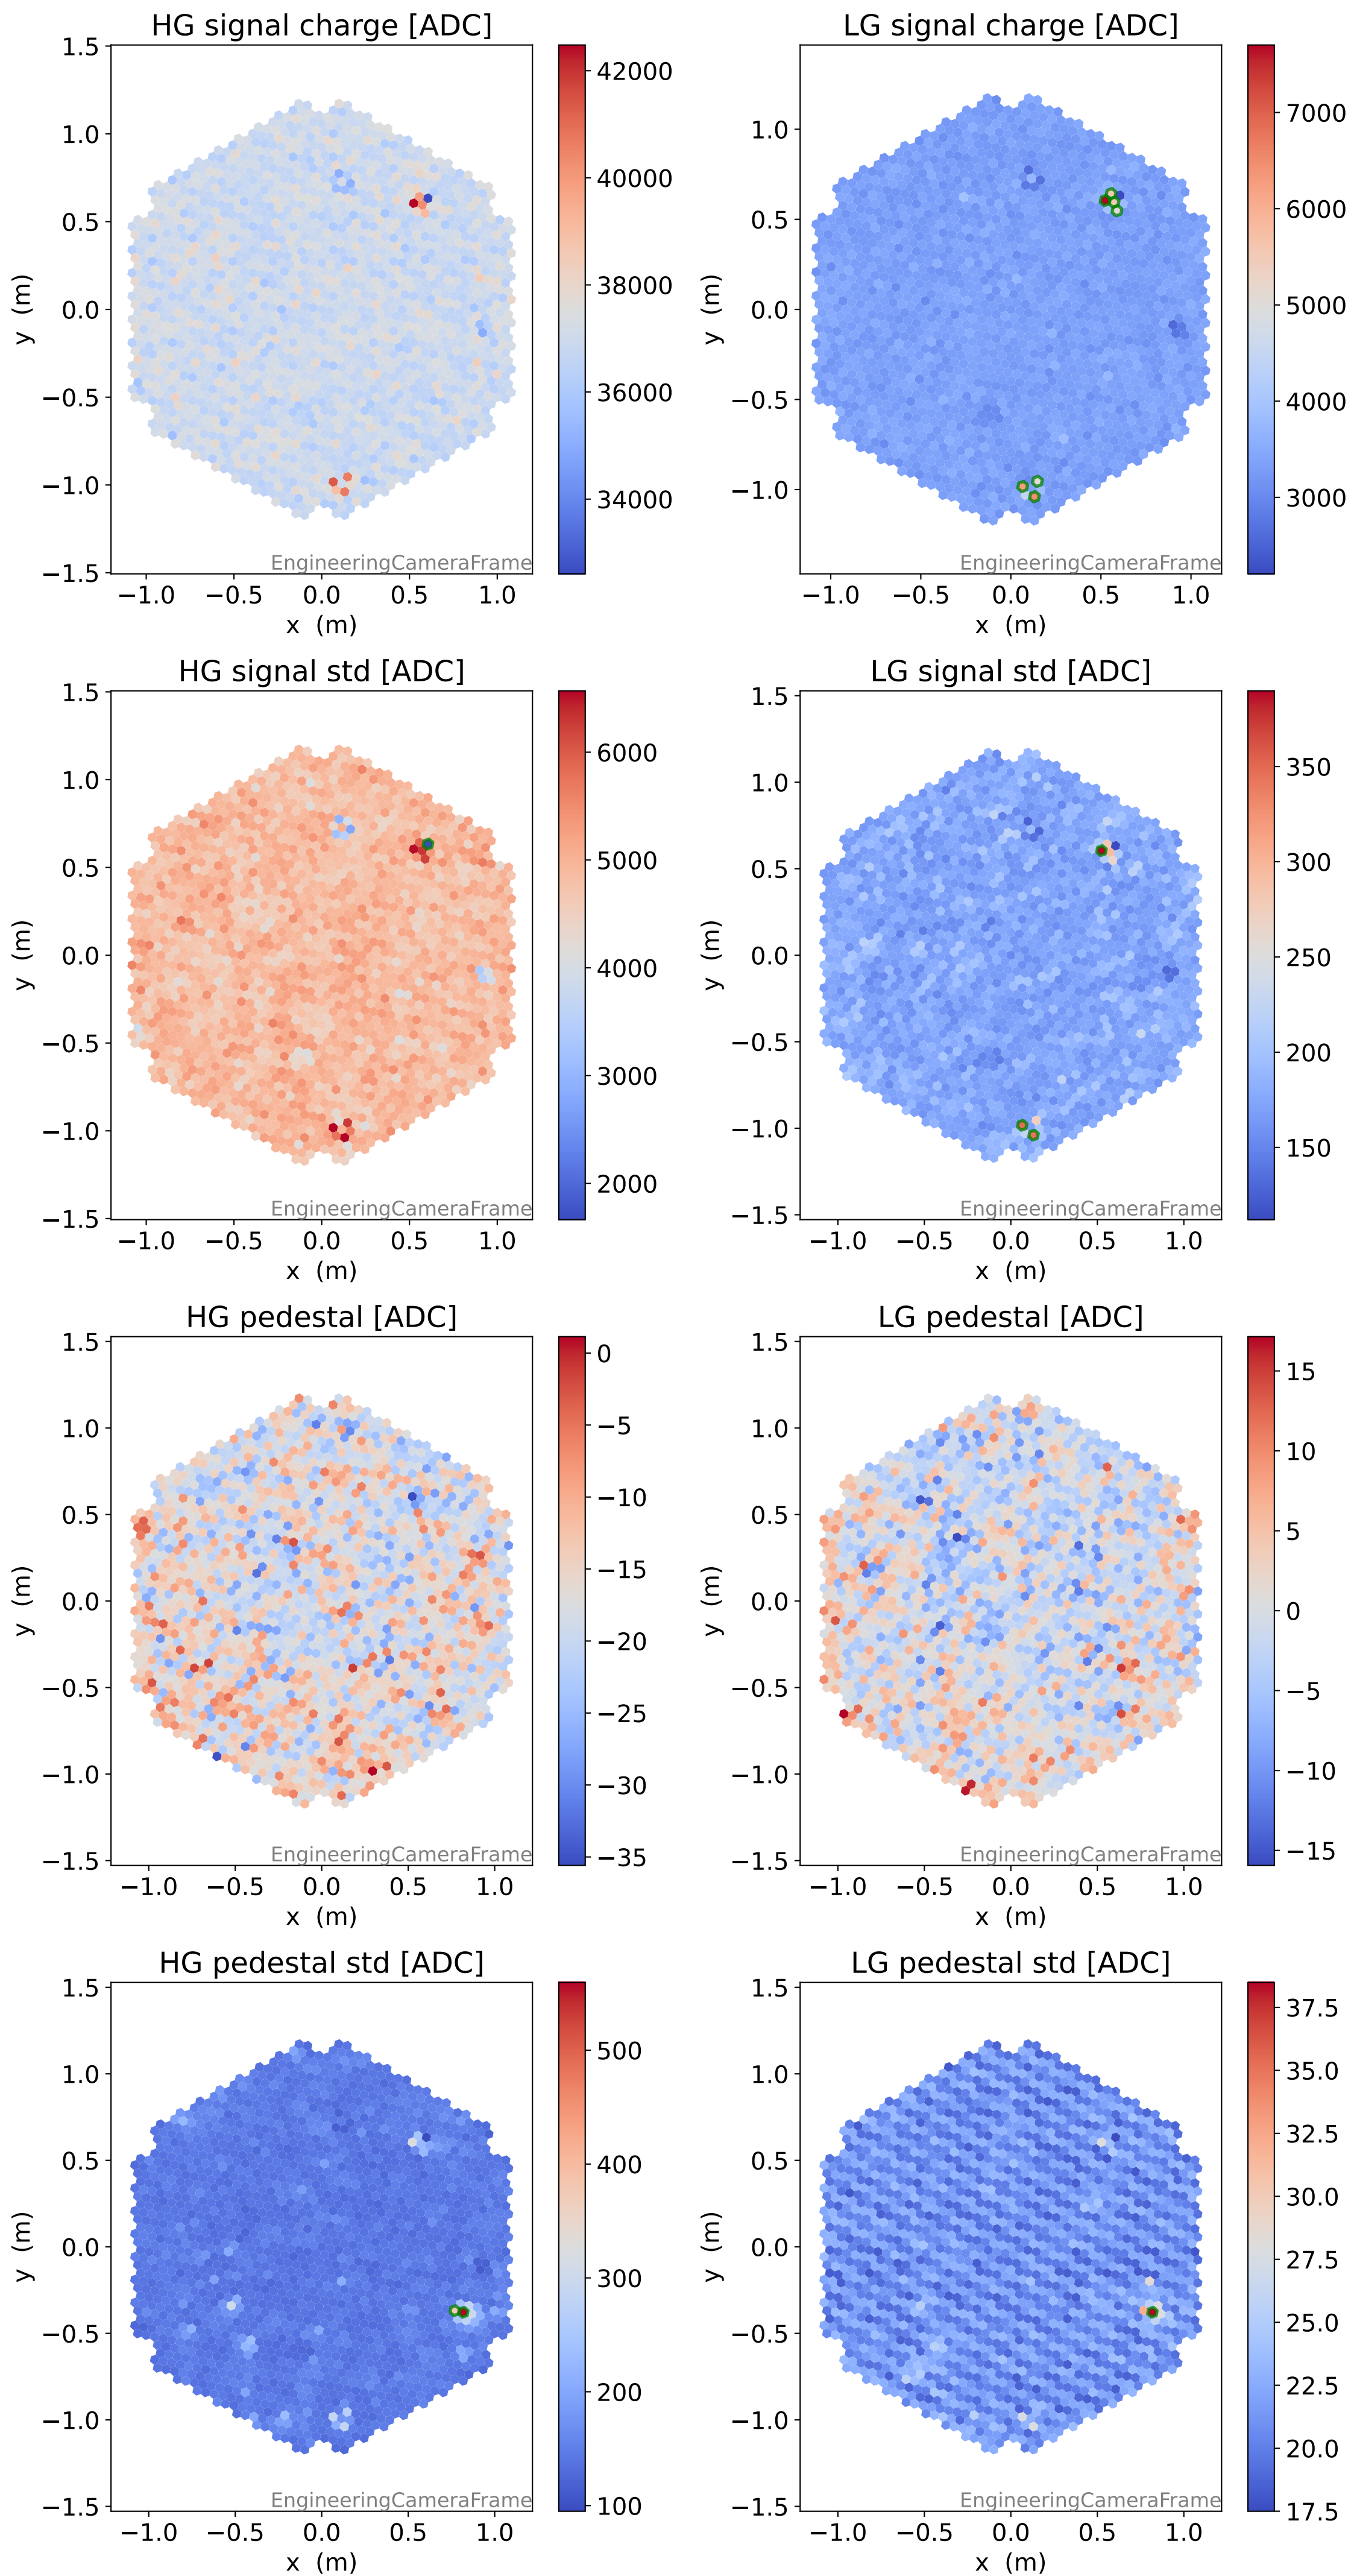 HG signal charge [ADC]
1.5
1.0
0.5
0.0
−0.5
−1.0
−1.5
y (m)
−1.0 −0.5 0.0 0.5 1.0
x (m)
EngineeringCameraFrame
42000
40000
38000
36000
34000
LG signal charge [ADC]
1.0
0.5
0.0
−0.5
−1.0
y (m)
−1.0 −0.5 0.0 0.5 1.0
x (m)
EngineeringCameraFrame
7000
6000
5000
4000
3000
HG signal std [ADC]
1.5
1.0
0.5
0.0
−0.5
−1.0
−1.5
y (m)
−1.0 −0.5 0.0 0.5 1.0
x (m)
EngineeringCameraFrame
6000
5000
4000
3000
2000
LG signal std [ADC]
1.5
1.0
0.5
0.0
−0.5
−1.0
−1.5
y (m)
−1.0 −0.5 0.0 0.5 1.0
x (m)
EngineeringCameraFrame
350
300
250
200
150
HG pedestal [ADC]
1.5
1.0
0.5
0.0
−0.5
−1.0
−1.5
y (m)
−1.0 −0.5 0.0 0.5 1.0
x (m)
EngineeringCameraFrame
0
−5
−10
−15
−20
−25
−30
−35
LG pedestal [ADC]
1.5
1.0
0.5
0.0
−0.5
−1.0
−1.5
y (m)
−1.0 −0.5 0.0 0.5 1.0
x (m)
EngineeringCameraFrame
15
10
5
0
−5
−10
−15
HG pedestal std [ADC]
1.5
1.0
0.5
0.0
−0.5
−1.0
−1.5
y (m)
−1.0 −0.5 0.0 0.5 1.0
x (m)
EngineeringCameraFrame
500
400
300
200
100
LG pedestal std [ADC]
1.5
1.0
0.5
0.0
−0.5
−1.0
−1.5
y (m)
−1.0 −0.5 0.0 0.5 1.0
x (m)
EngineeringCameraFrame
37.5
35.0
32.5
30.0
27.5
25.0
22.5
20.0
17.5